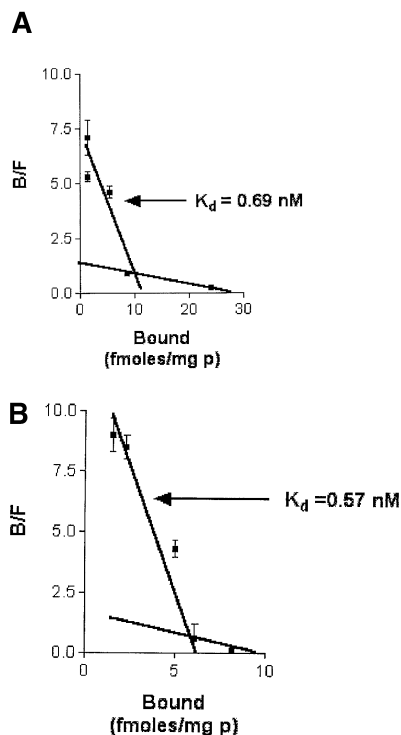 A
10.0
7.5
5.0
2.5
0.0
B/F
K_d = 0.69 nM
0 10 20 30
Bound
(fmoles/mg p)
B
10.0
7.5
5.0
2.5
0.0
B/F
K_d =0.57 nM
0 5 10
Bound
(fmoles/mg p)